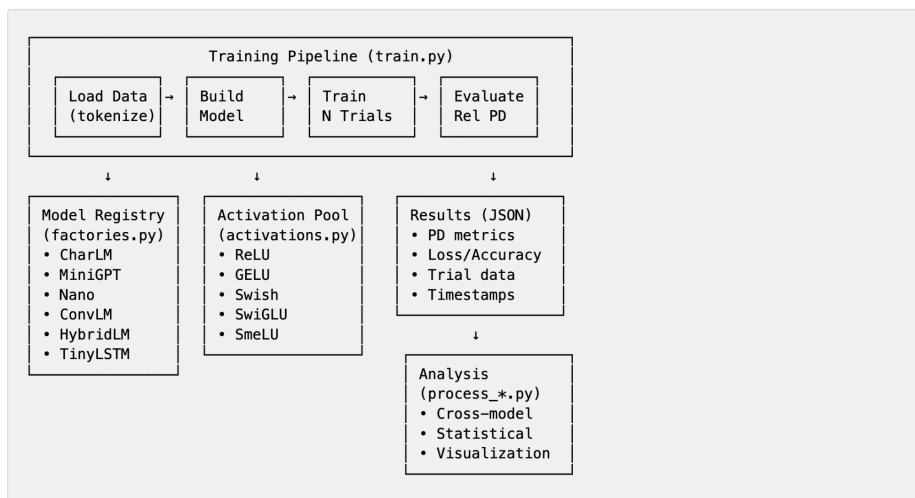 Training Pipeline (train.py)
Load Data → Build → Train → Evaluate
(tokenize) Model N Trials Rel PD
↓ ↓ ↓
Model Registry
(factories.py)
• CharLM
• MiniGPT
• Nano
• ConvLM
• HybridLM
• TinyLSTM
Activation Pool
(activations.py)
• ReLU
• GELU
• Swish
• SwiGLU
• SmeLU
Results (JSON)
• PD metrics
• Loss/Accuracy
• Trial data
• Timestamps
↓
Analysis
(process_*.py)
• Cross-model
• Statistical
• Visualization